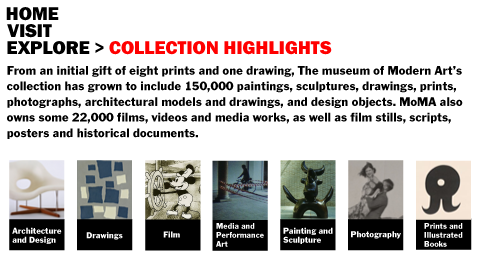 HOME
VISIT
EXPLORE > COLLECTION HIGHLIGHTS
From an initial gift of eight prints and one drawing, The museum of Modern Art's
collection has grown to include 150,000 paintings, sculptures, drawings, prints,
photographs, architectural models and drawings, and design objects. MoMA also
owns some 22,000 films, videos and media works, as well as film stills, scripts,
posters and historical documents.
Architecture
and Design
Drawings
Film
Media and
Performance
Art
Painting and
Sculpture
Photography
Prints and
Illustrated
Books